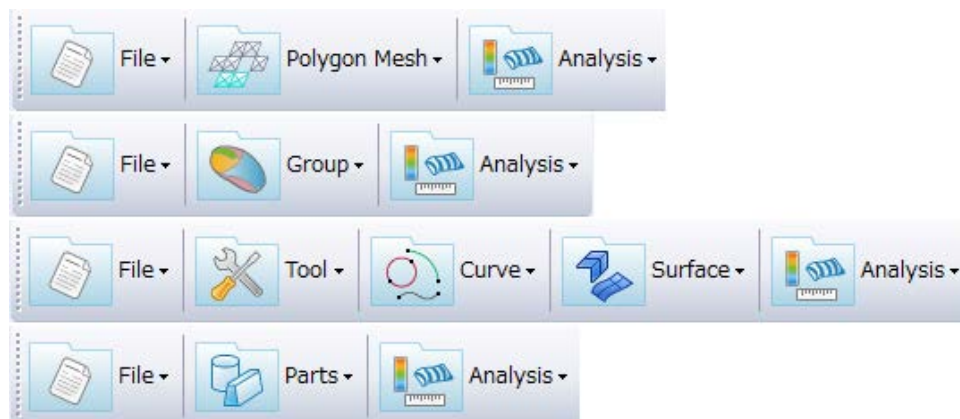 File Polygon Mesh Analysis
File Group Analysis
File Tool Curve Surface Analysis
File Parts Analysis